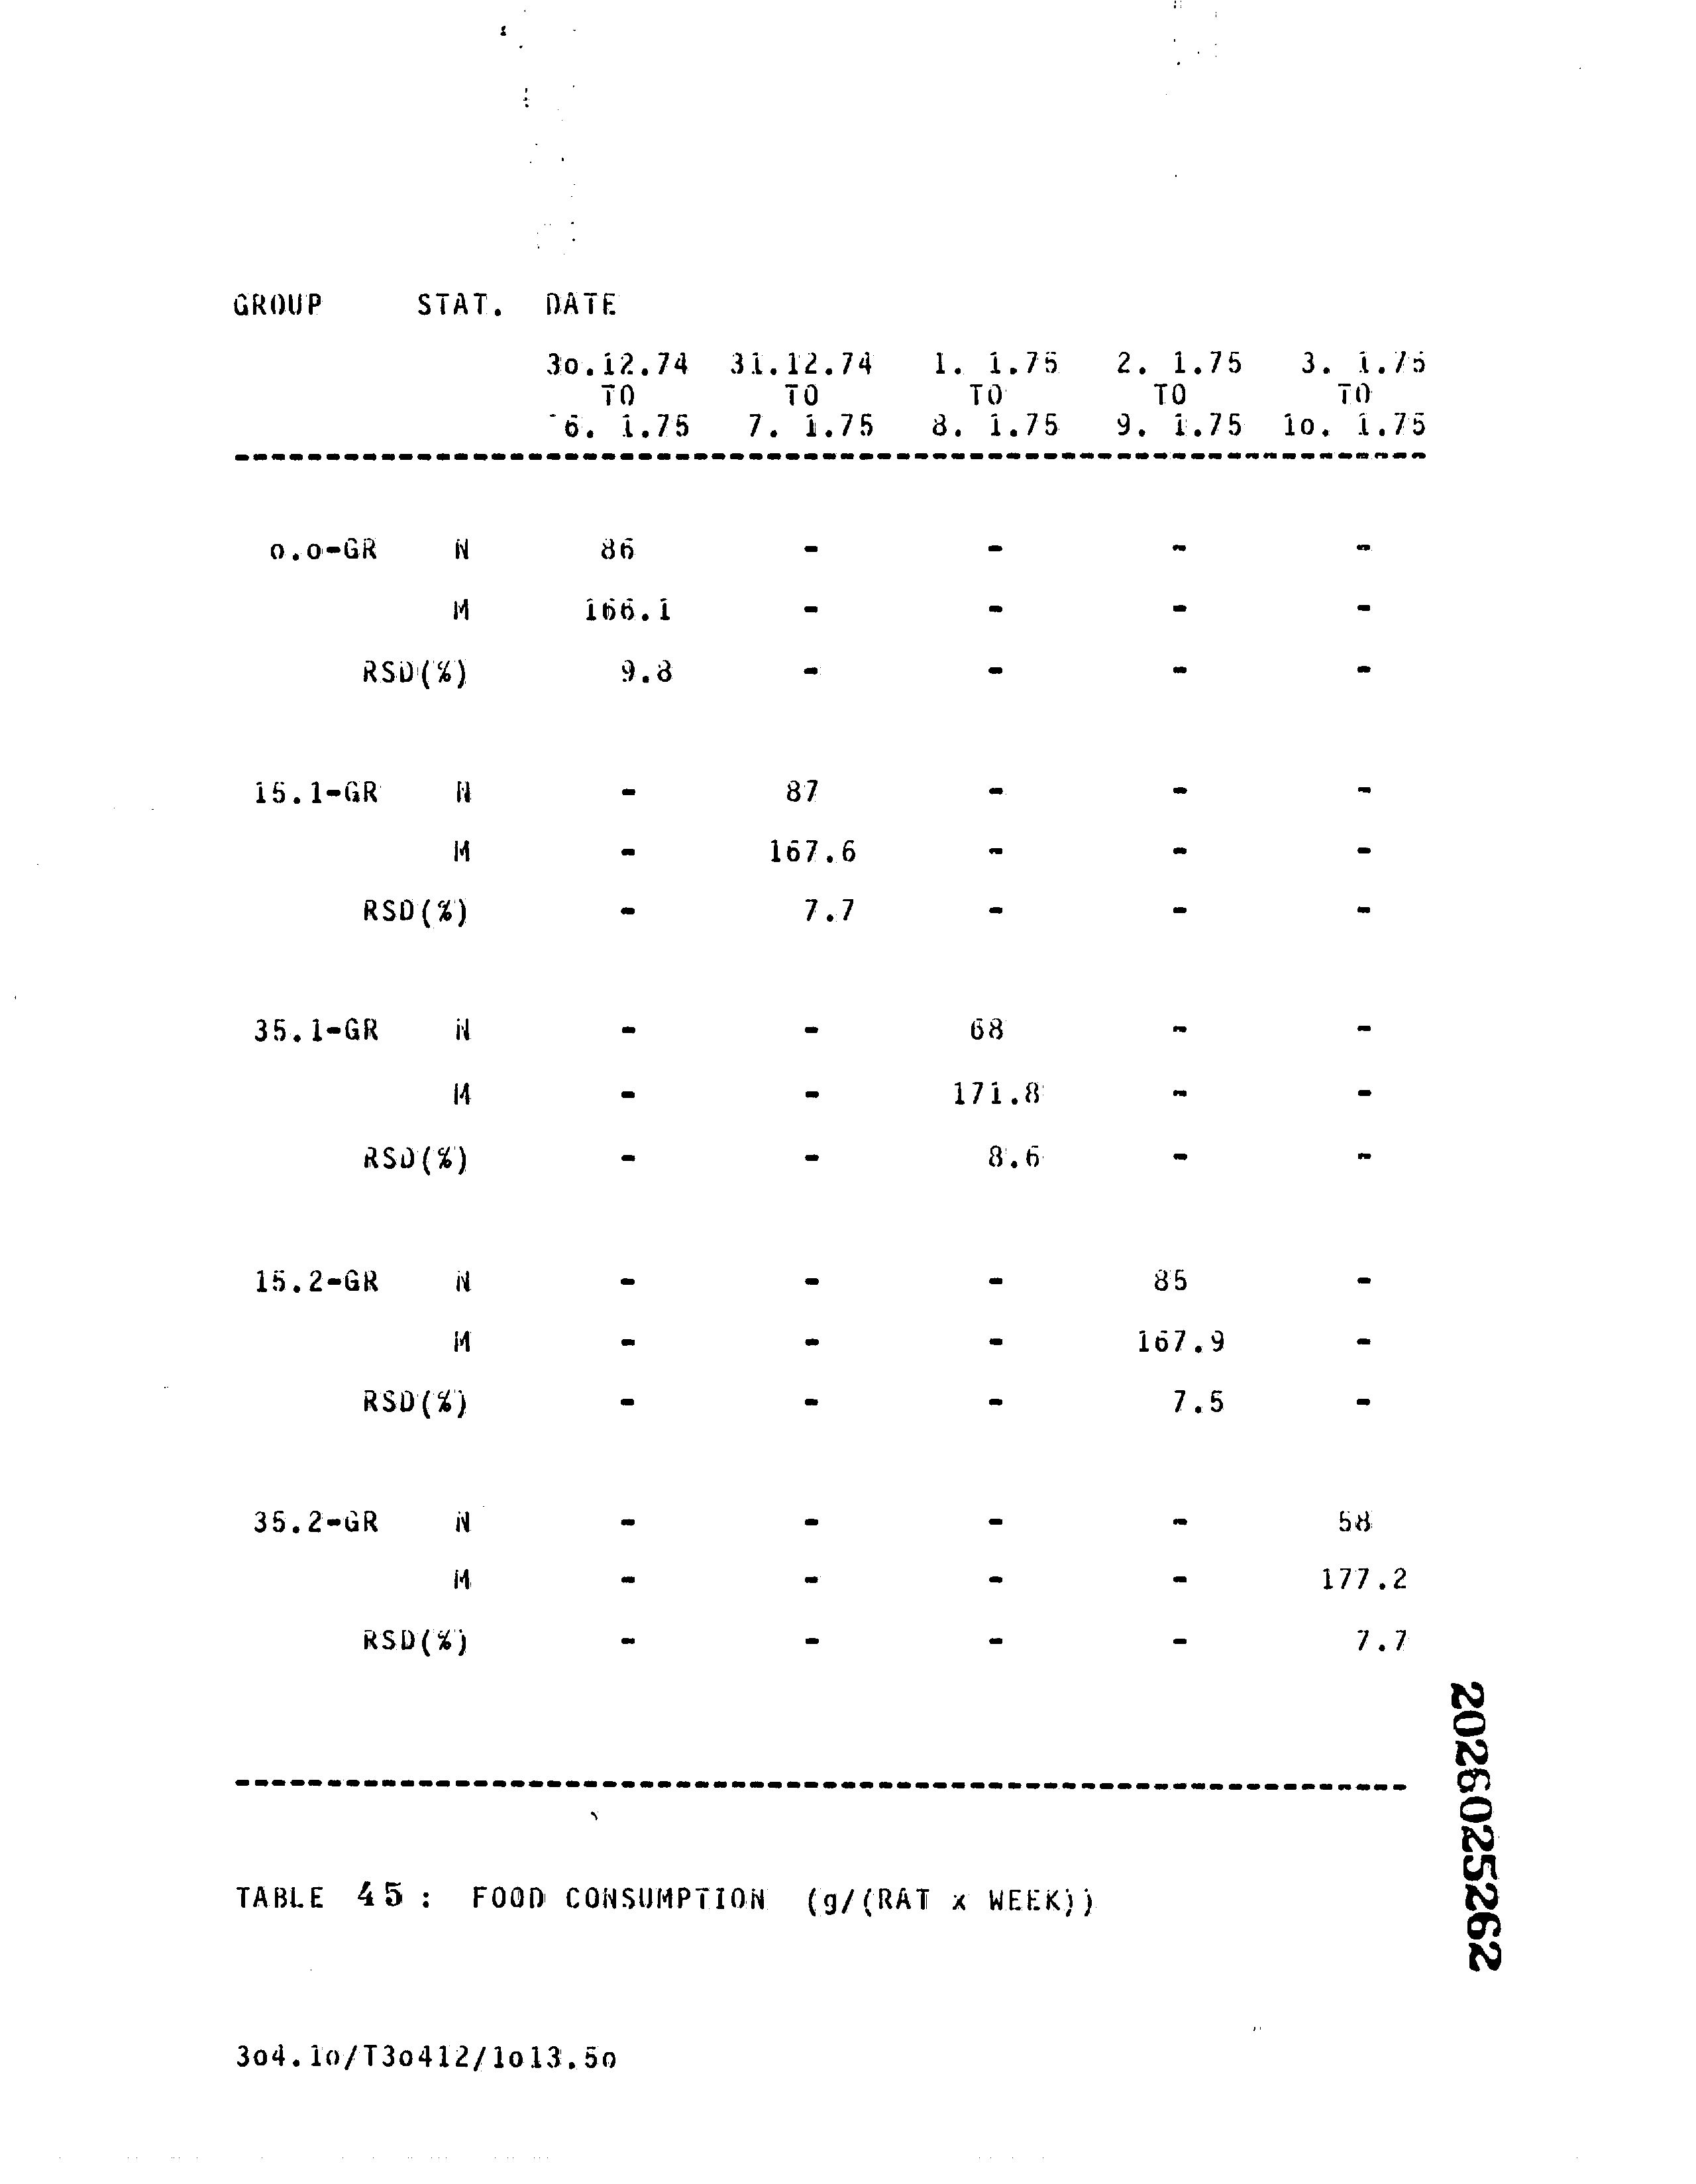 GROUP STAT. DATE
3o.12.74 31.12.74 1. 1.75 2. 1.75 3. 1.75
TO TO TO TO TO
6. 1.75 7. 1.75 8. 1.75 9. 1.75 1o. 1.75
o.o-GR N 86 - - - -
M 166.1 - - - -
RSD(%) 9.8 - - - -
15.1-GR N - 87 - - -
M - 167.6 - - -
RSD(%) - 7.7 - - -
35.1-GR N - - 68 - -
M - - 171.8 - -
RSD(%) - - 8.6 - -
15.2-GR N - - - 85 -
M - - - 167.9 -
RSD(%) - - - 7.5 -
35.2-GR N - - - - 58
M - - - - 177.2
RSD(%) - - - - 7.7
TABLE 45 : FOOD CONSUMPTION (g/(RAT x WEEK))
3o4.1o/T3o412/1o13.5o
2026025262